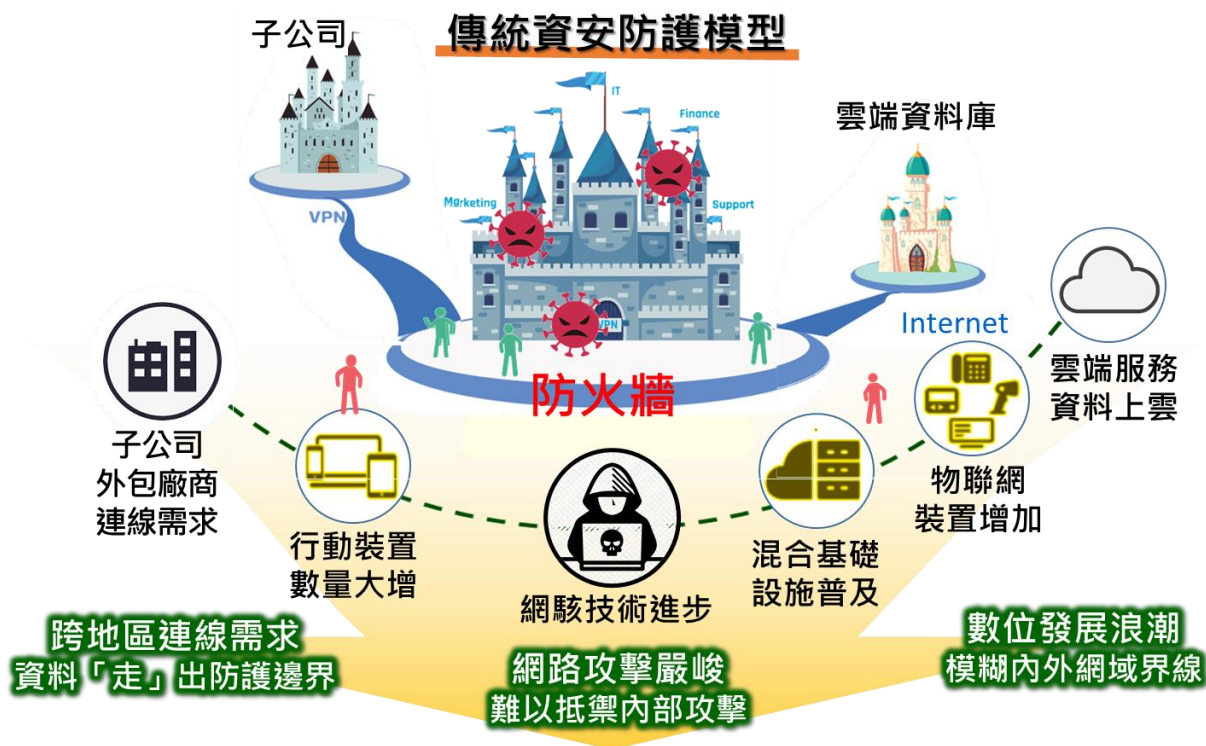 傳統資安防護模型
子公司
IT
Finance
雲端資料庫
Marketing
Support
VPN
VPN
Internet
防火牆
子公司
外包廠商
連線需求
行動裝置
數量大增
網駭技術進步
混合基礎
設施普及
物聯網
裝置增加
雲端服務
資料上雲
跨地區連線需求
資料「走」出防護邊界
網路攻擊嚴峻
難以抵禦內部攻擊
數位發展浪潮
模糊內外網域界線